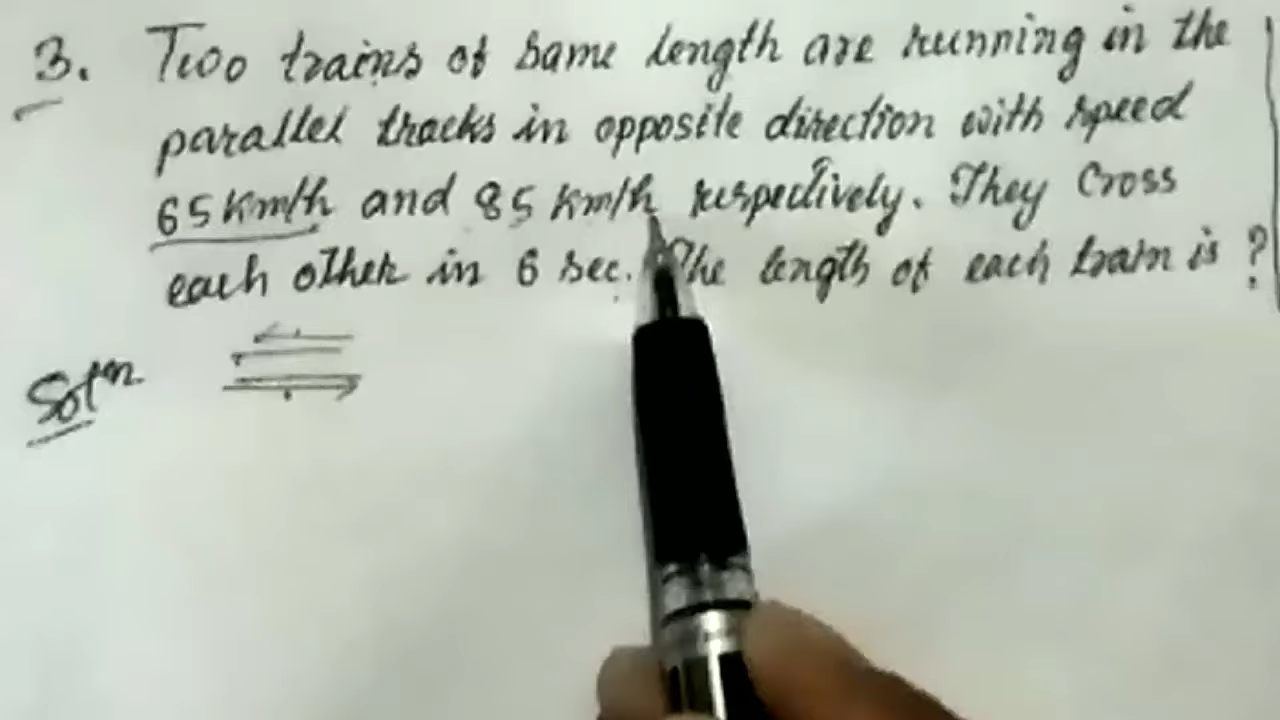 3. Two trains of same length are running in the
parallel tracks in opposite direction with speed
65 Km/h and 85 Km/h respectively. They Cross
each other in 6 sec. The length of each train is ?
Solⁿ